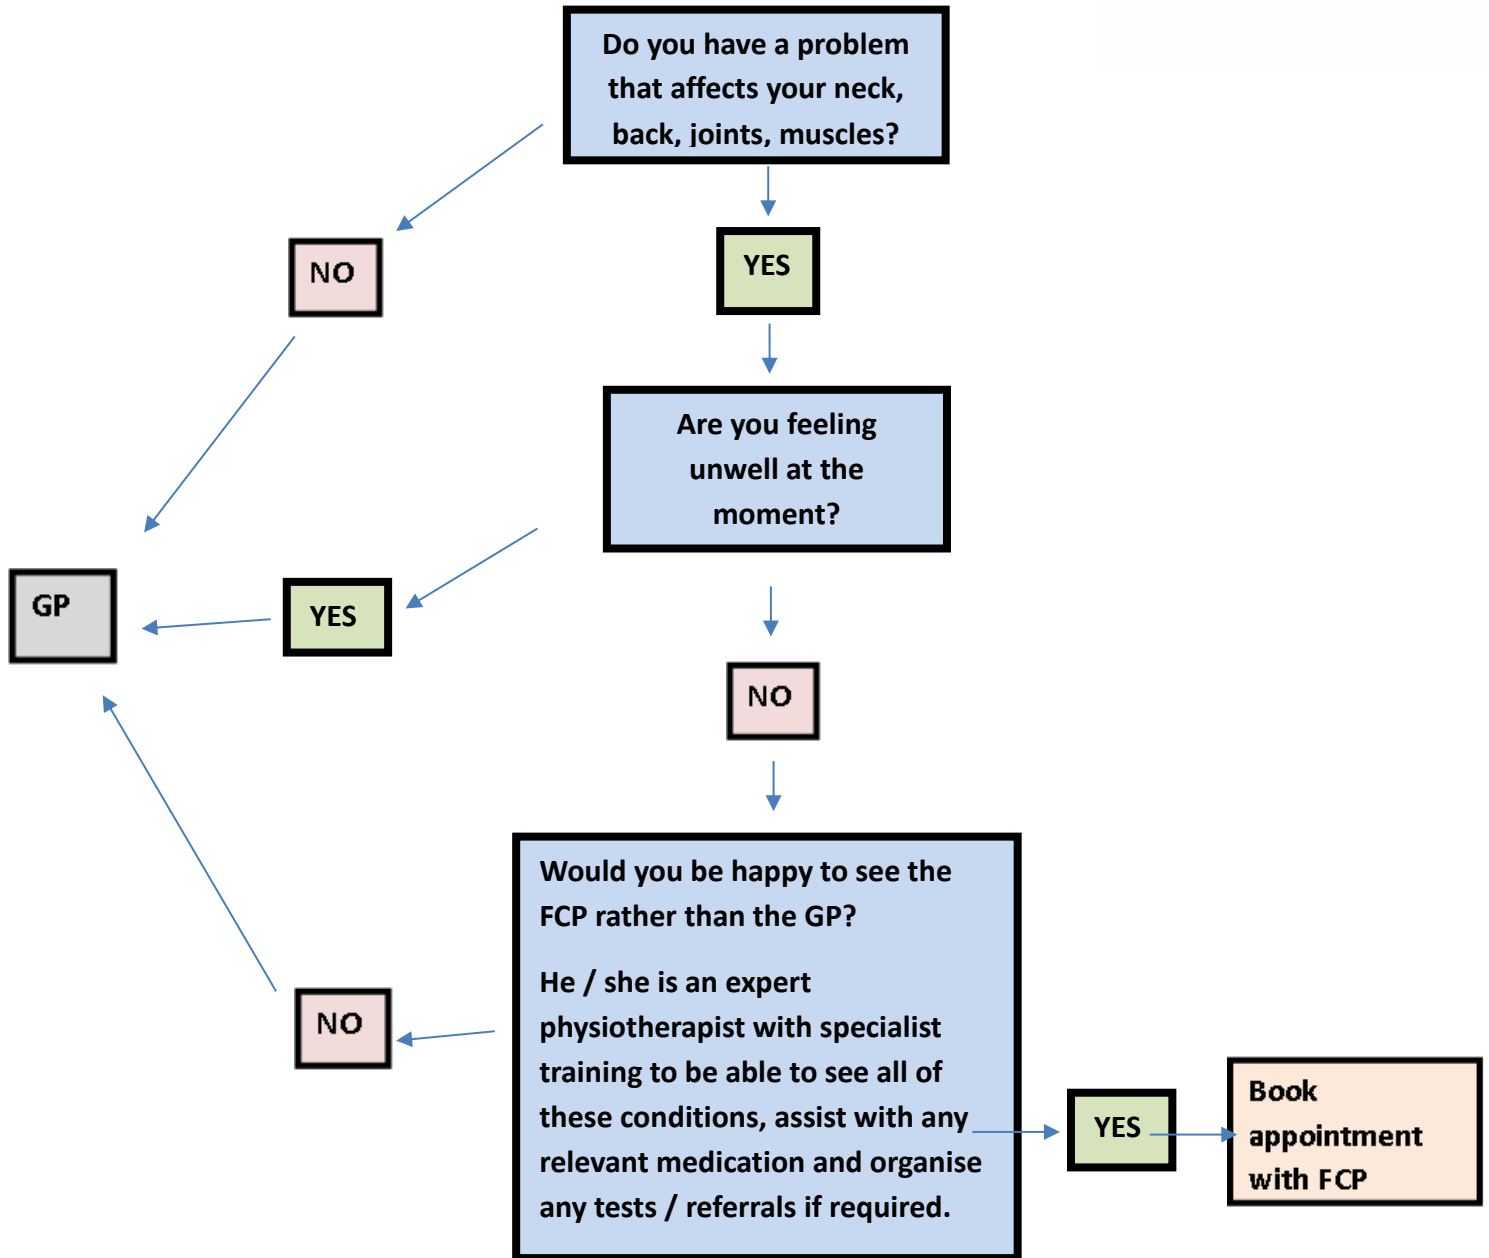 Do you have a problem
that affects your neck,
back, joints, muscles?
NO
YES
Are you feeling
unwell at the
moment?
GP
YES
NO
Would you be happy to see the
FCP rather than the GP?
He / she is an expert
physiotherapist with specialist
training to be able to see all of
these conditions, assist with any
relevant medication and organise
any tests / referrals if required.
NO
YES
Book
appointment
with FCP